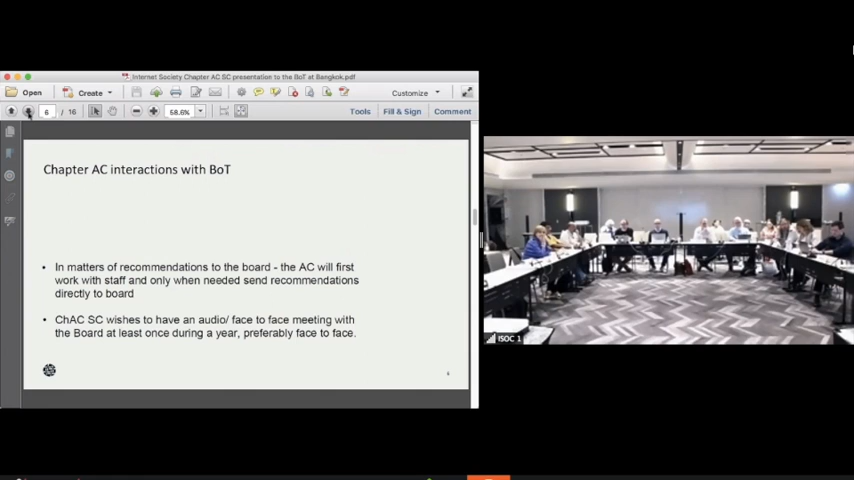 Internet Society Chapter AC SC presentation to the BoT at Bangkok.pdf
Open
Create
Customize
6
/ 16
58.6%
Tools
Fill & Sign
Comment
Chapter AC interactions with BoT
• In matters of recommendations to the board - the AC will first
work with staff and only when needed send recommendations
directly to board
• ChAC SC wishes to have an audio/ face to face meeting with
the Board at least once during a year, preferably face to face.
6
ISOC 1